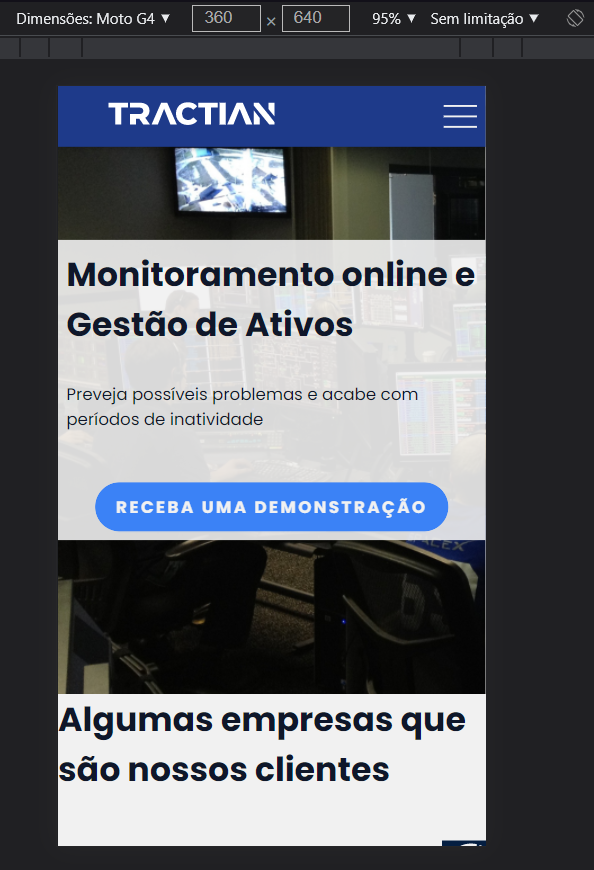 Dimensões: Moto G4 ▼ 360 × 640 95% ▼ Sem limitação ▼
TRACTIAN
Monitoramento online e
Gestão de Ativos
Preveja possíveis problemas e acabe com
períodos de inatividade
RECEBA UMA DEMONSTRAÇÃO
Algumas empresas que
são nossos clientes